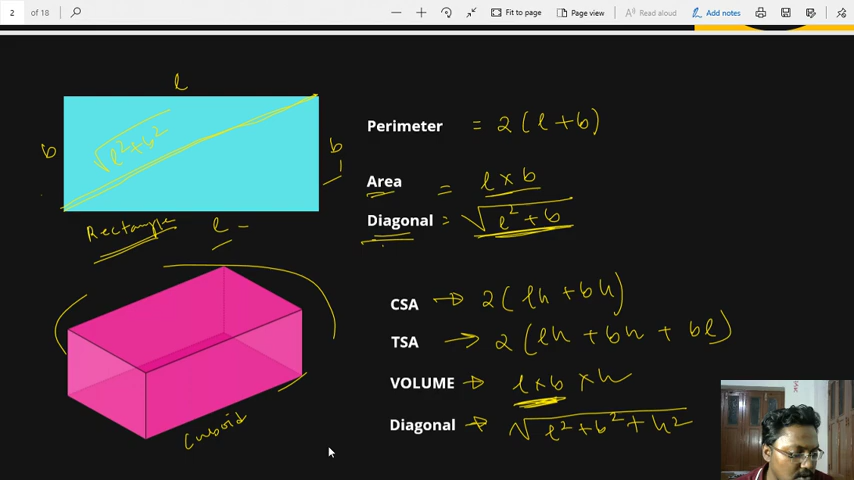 2 of 18
Fit to page Page view Read aloud Add notes
l
Perimeter = 2(l+b)
b √l²+b² b
Area = l×b
Diagonal = √l²+b
Rectangle l
CSA → 2(lh+bh)
TSA → 2(lh+bh+bl)
VOLUME → l×b×h
Diagonal → √l²+b²+h²
Cuboid